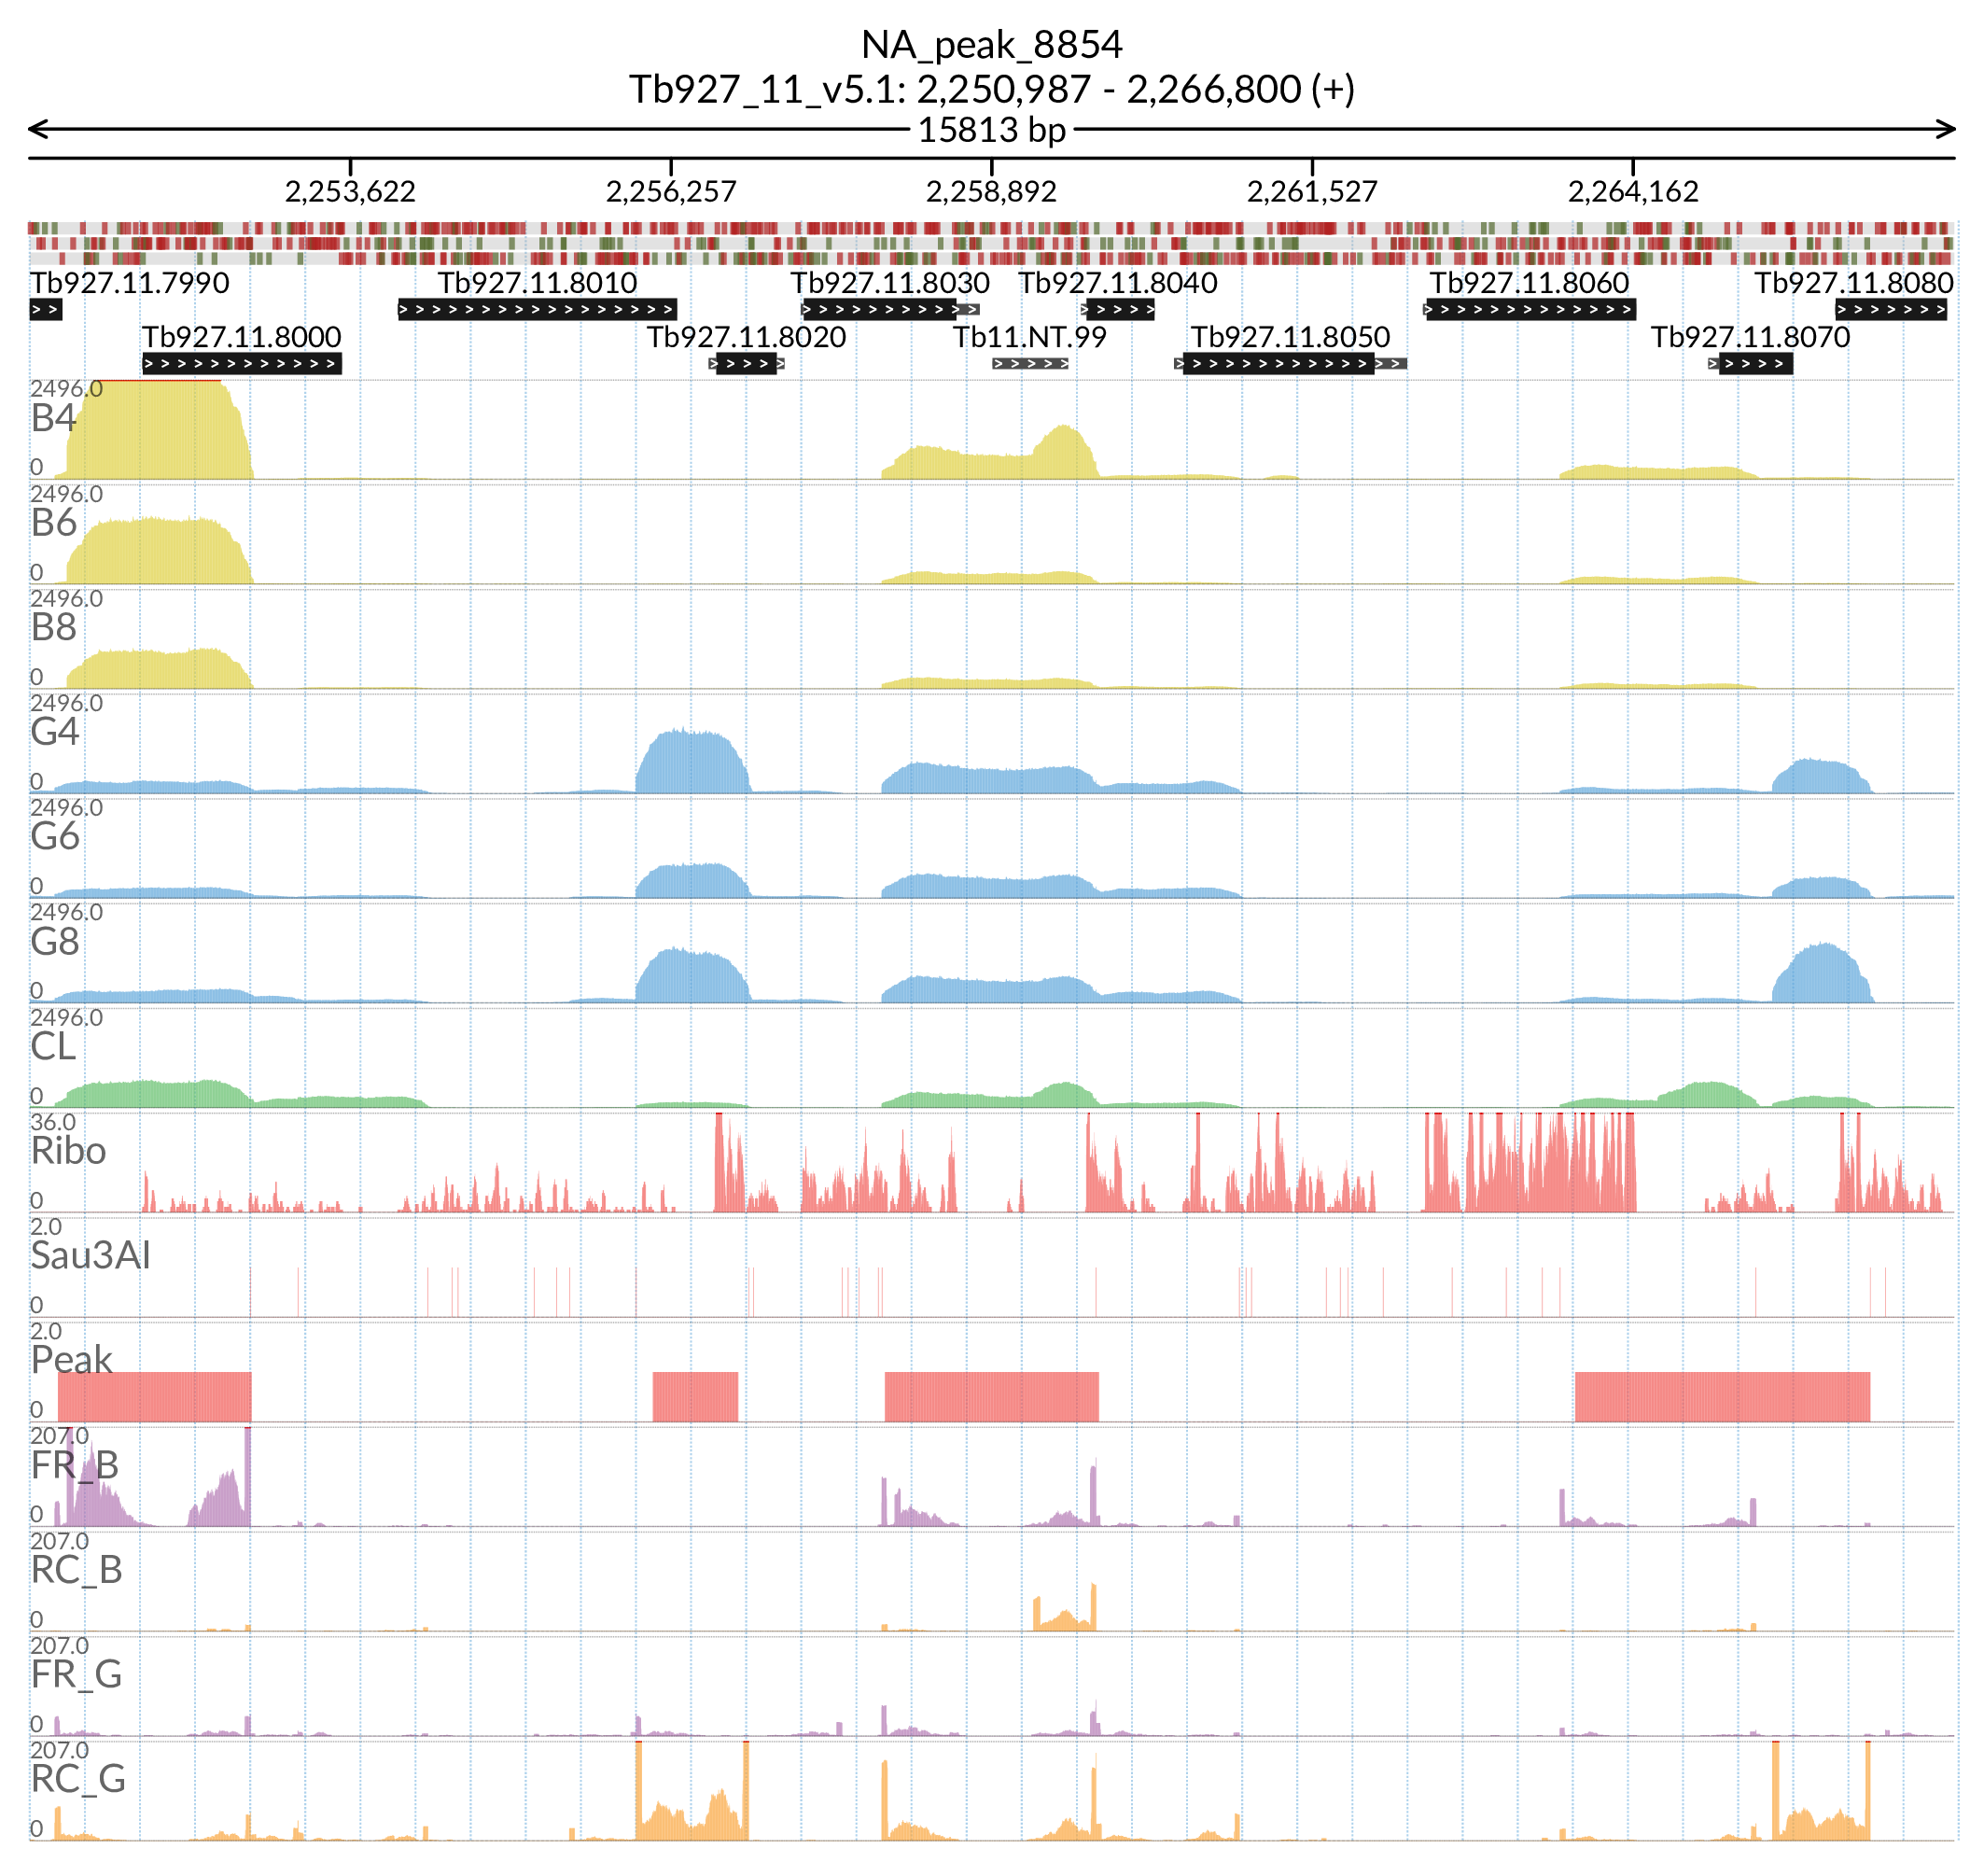 NA_peak_8854
Tb927_11_v5.1: 2,250,987 - 2,266,800 (+)
15813 bp
2,253,622 2,256,257 2,258,892 2,261,527 2,264,162
Tb927.11.7990 Tb927.11.8010 Tb927.11.8030 Tb927.11.8040 Tb927.11.8060 Tb927.11.8080
Tb927.11.8000 Tb927.11.8020 Tb11.NT.99 Tb927.11.8050 Tb927.11.8070
2496.0
B4
0
2496.0
B6
0
2496.0
B8
0
2496.0
G4
0
2496.0
G6
0
2496.0
G8
0
2496.0
CL
0
36.0
Ribo
0
2.0
Sau3AI
0
2.0
Peak
0
207.0
FR_B
0
207.0
RC_B
0
207.0
FR_G
0
207.0
RC_G
0